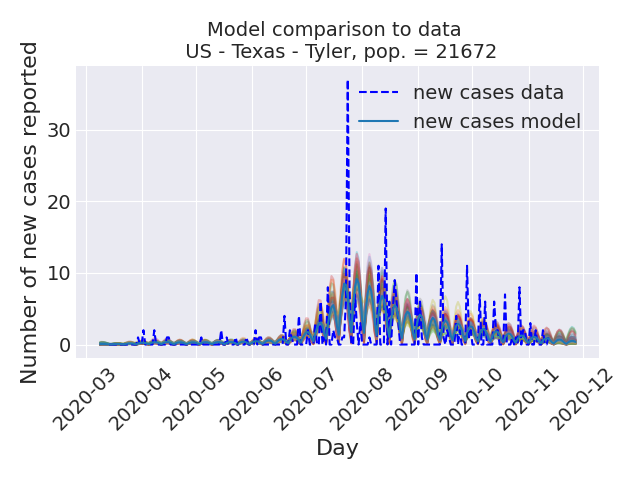 Model comparison to data
US - Texas - Tyler, pop. = 21672
new cases data
new cases model
Number of new cases reported
30
20
10
0
2020-03
2020-04
2020-05
2020-06
2020-07
2020-08
2020-09
2020-10
2020-11
2020-12
Day